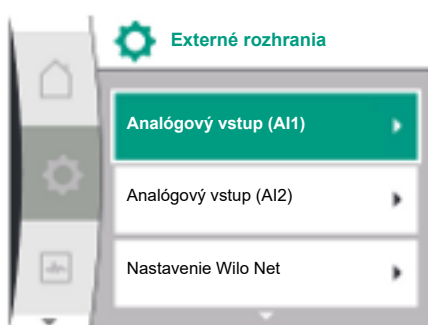 Externé rozhrania
Analógový vstup (AI1)
Analógový vstup (AI2)
Nastavenie Wilo Net